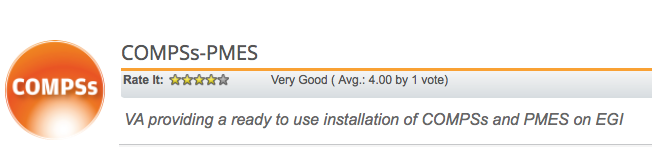 COMPSs-PMES
COMPSs
Rate It: Very Good ( Avg.: 4.00 by 1 vote)
VA providing a ready to use installation of COMPSs and PMES on EGI